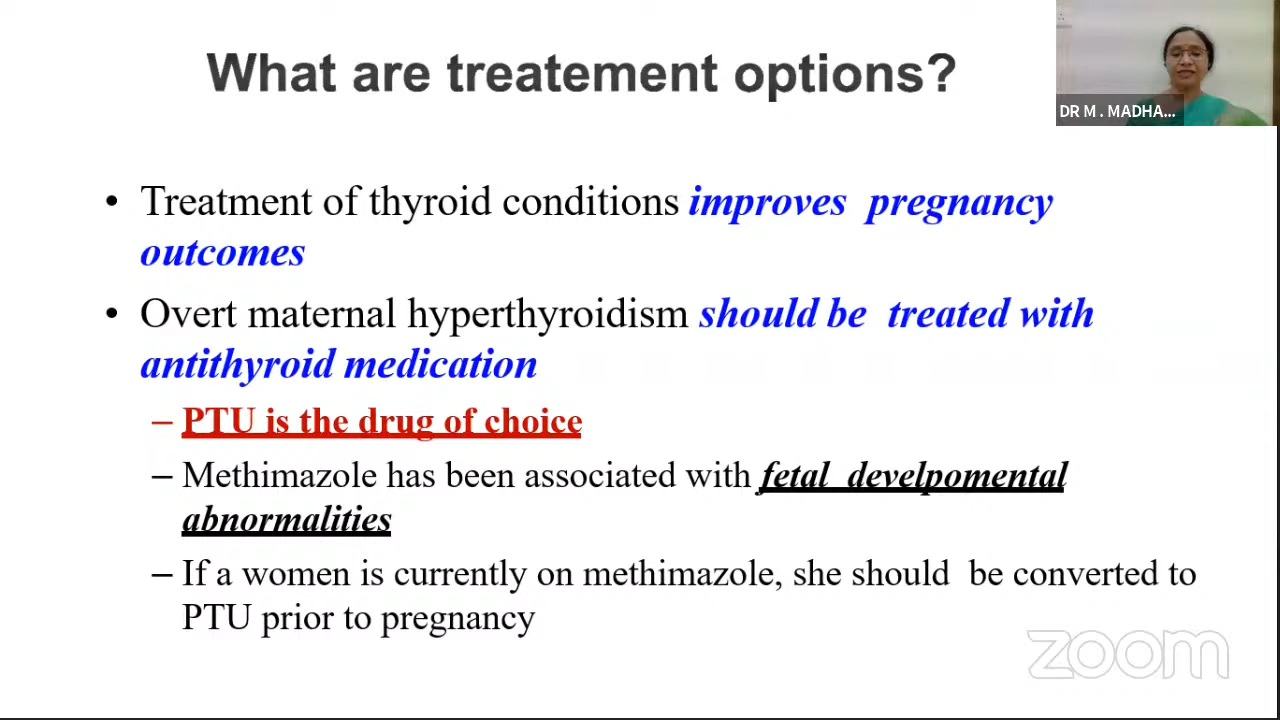 What are treatement options?
DR M . MADHA...
• Treatment of thyroid conditions improves pregnancy
outcomes
• Overt maternal hyperthyroidism should be treated with
antithyroid medication
– PTU is the drug of choice
– Methimazole has been associated with fetal develpomental
abnormalities
– If a women is currently on methimazole, she should be converted to
PTU prior to pregnancy
zoom